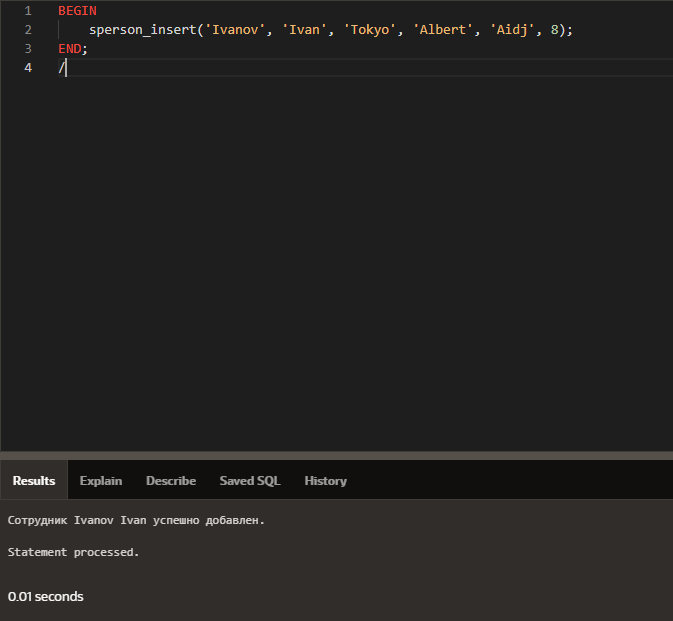 1 BEGIN
2 sperson_insert('Ivanov', 'Ivan', 'Tokyo', 'Albert', 'Aidj', 8);
3 END;
4 /
Results Explain Describe Saved SQL History
Сотрудник Ivanov Ivan успешно добавлен.
Statement processed.
0.01 seconds